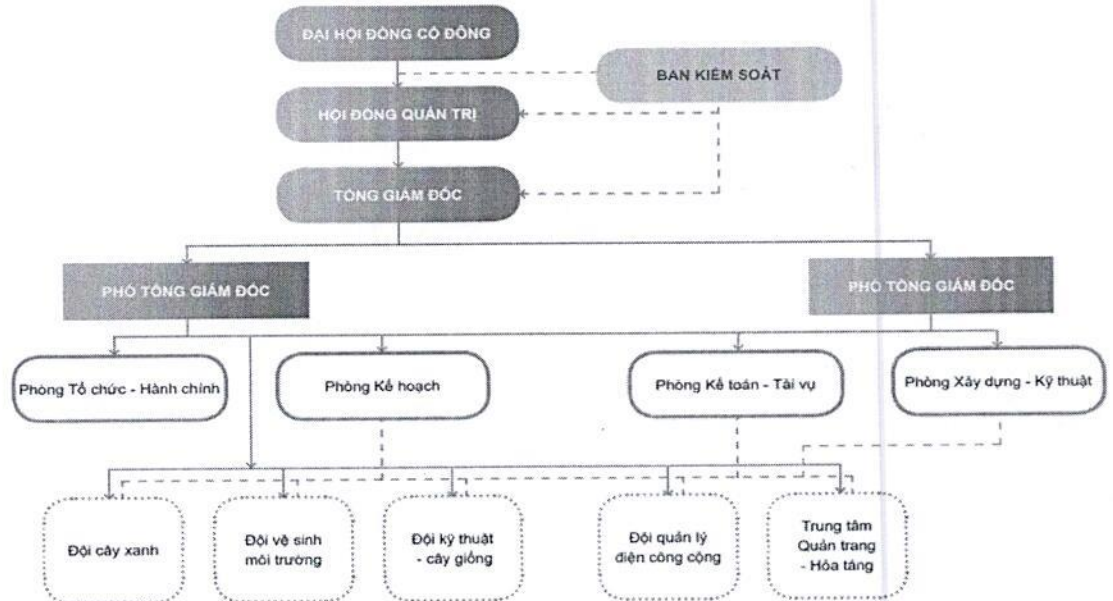 ĐẠI HỘI ĐỒNG CỔ ĐÔNG
BAN KIỂM SOÁT
HỘI ĐỒNG QUẢN TRỊ
TỔNG GIÁM ĐỐC
PHÓ TỔNG GIÁM ĐỐC
PHÓ TỔNG GIÁM ĐỐC
Phòng Tổ chức - Hành chính
Phòng Kế hoạch
Phòng Kế toán - Tài vụ
Phòng Xây dựng - Kỹ thuật
Đội cây xanh
Đội vệ sinh
môi trường
Đội kỹ thuật
- cây giống
Đội quản lý
điện công cộng
Trung tâm
Quản trang
- Hỏa táng